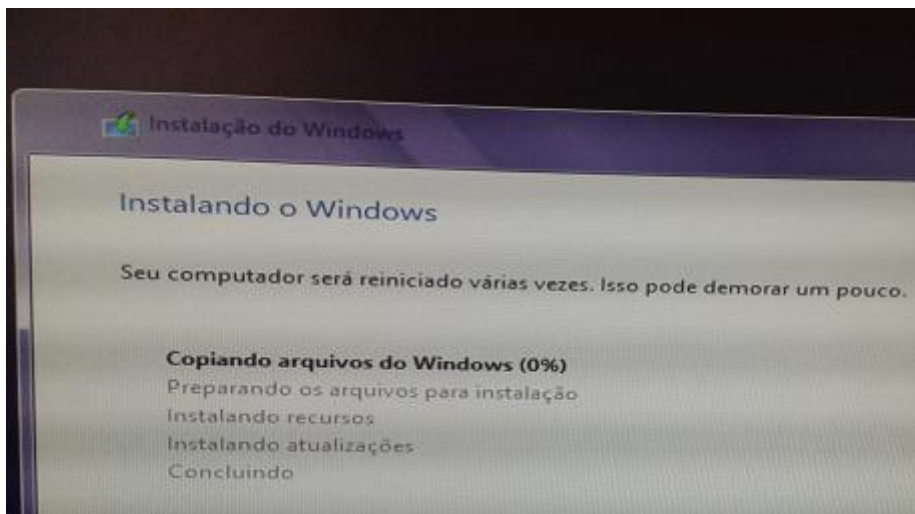 Instalação do Windows
Instalando o Windows
Seu computador será reiniciado várias vezes. Isso pode demorar um pouco.
Copiando arquivos do Windows (0%)
Preparando os arquivos para instalação
Instalando recursos
Instalando atualizações
Concluindo